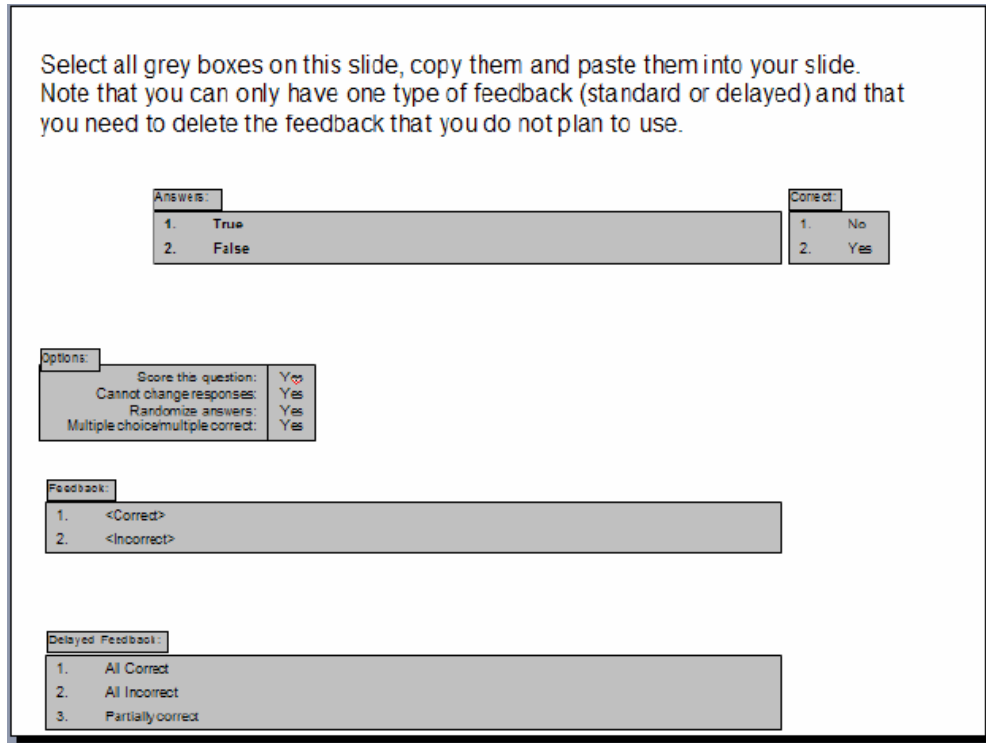 Select all grey boxes on this slide, copy them and paste them into your slide.
Note that you can only have one type of feedback (standard or delayed) and that
you need to delete the feedback that you do not plan to use.
Answers:
1. True
2. False
Correct:
1. No
2. Yes
Options:
Score this question: Yes
Cannot change responses: Yes
Randomize answers: Yes
Multiple choice/multiple correct: Yes
Feedback:
1. <Correct>
2. <Incorrect>
Delayed Feedback:
1. All Correct
2. All Incorrect
3. Partially correct